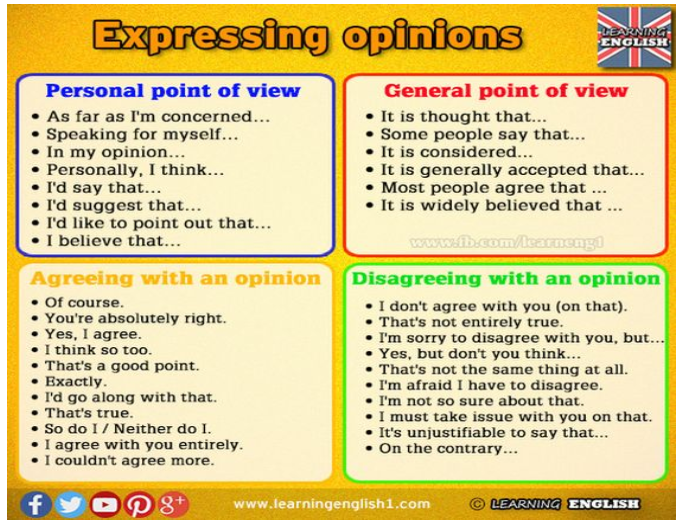 Expressing opinions
LEARNING
ENGLISH
Personal point of view
• As far as I'm concerned...
• Speaking for myself...
• In my opinion...
• Personally, I think...
• I'd say that...
• I'd suggest that...
• I'd like to point out that...
• I believe that...
General point of view
• It is thought that...
• Some people say that...
• It is considered...
• It is generally accepted that...
• Most people agree that ...
• It is widely believed that ...
www.fb.com/learneng1
Agreeing with an opinion
• Of course.
• You're absolutely right.
• Yes, I agree.
• I think so too.
• That's a good point.
• Exactly.
• I'd go along with that.
• That's true.
• So do I / Neither do I.
• I agree with you entirely.
• I couldn't agree more.
Disagreeing with an opinion
• I don't agree with you (on that).
• That's not entirely true.
• I'm sorry to disagree with you, but...
• Yes, but don't you think...
• That's not the same thing at all.
• I'm afraid I have to disagree.
• I'm not so sure about that.
• I must take issue with you on that.
• It's unjustifiable to say that...
• On the contrary...
www.learningenglish1.com
© LEARNING ENGLISH